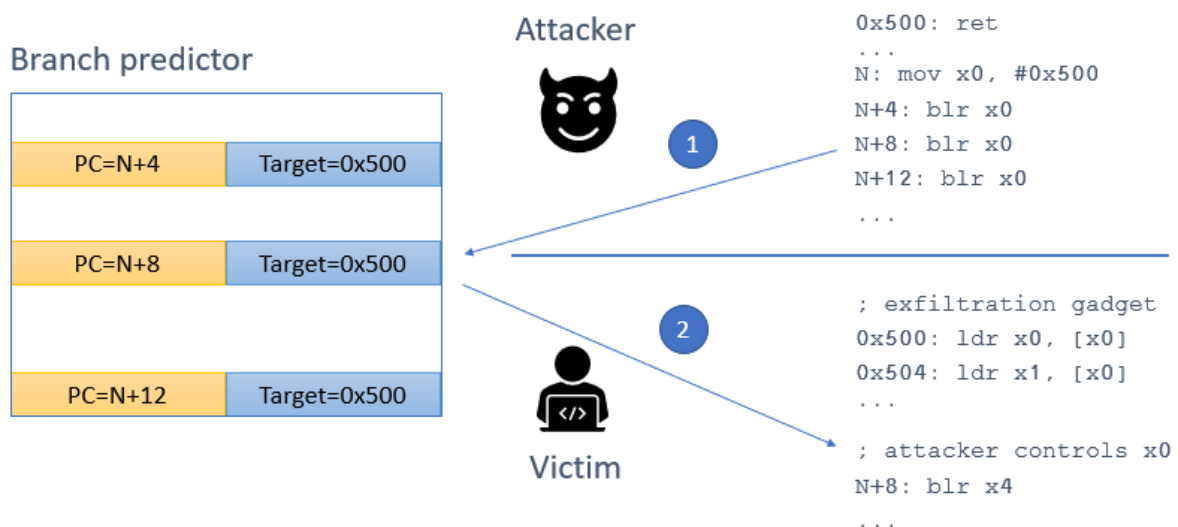 Branch predictor
PC=N+4 Target=0x500
PC=N+8 Target=0x500
PC=N+12 Target=0x500
Attacker
1
0x500: ret
...
N: mov x0, #0x500
N+4: blr x0
N+8: blr x0
N+12: blr x0
...
2
</>
Victim
; exfiltration gadget
0x500: ldr x0, [x0]
0x504: ldr x1, [x0]
...
; attacker controls x0
N+8: blr x4
...